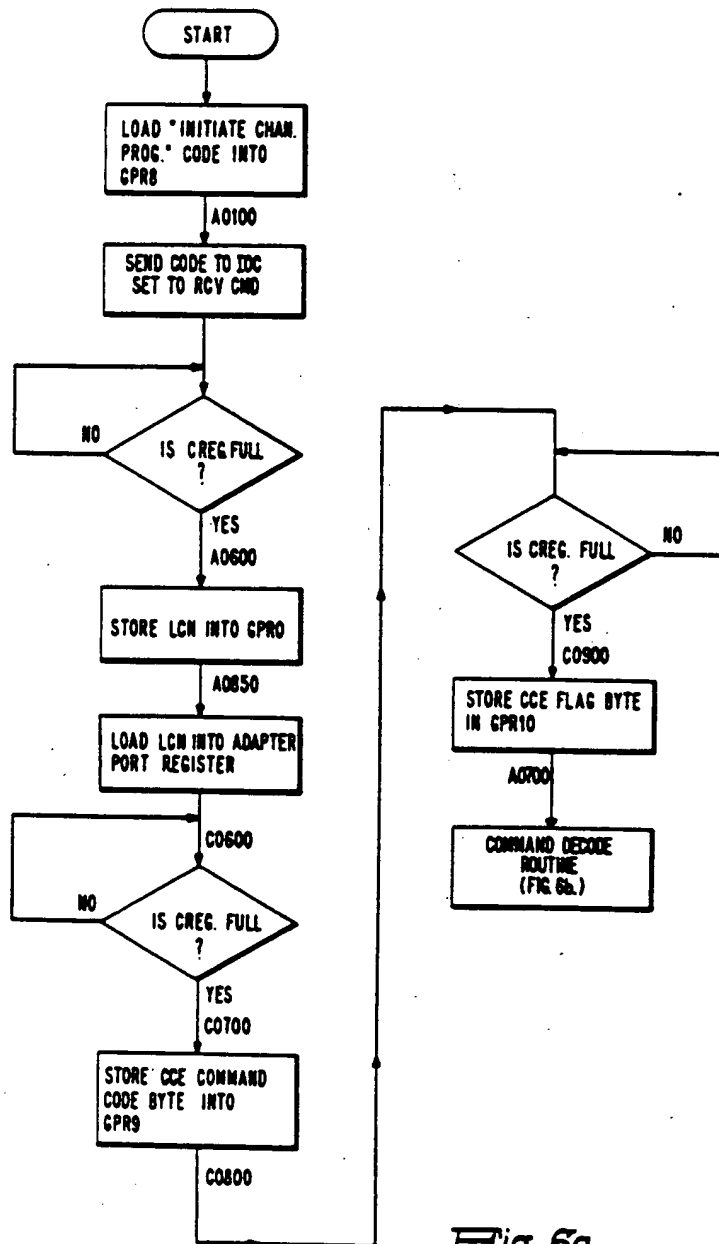 START
LOAD "INITIATE CHAN.
PROG." CODE INTO
GPR8
A0100
SEND CODE TO IOC
SET TO RCV CMD
NO
IS CREG. FULL
?
YES
A0600
STORE LCN INTO GPR0
A0850
LOAD LCN INTO ADAPTER
PORT REGISTER
C0600
NO
IS CREG. FULL
?
YES
C0700
STORE CCE COMMAND
CODE BYTE INTO
GPR9
C0800
NO
IS CREG. FULL
?
YES
C0900
STORE CCE FLAG BYTE
IN GPR10
A0700
COMMAND DECODE
ROUTINE
(FIG. 6b.)
Fig. 6a